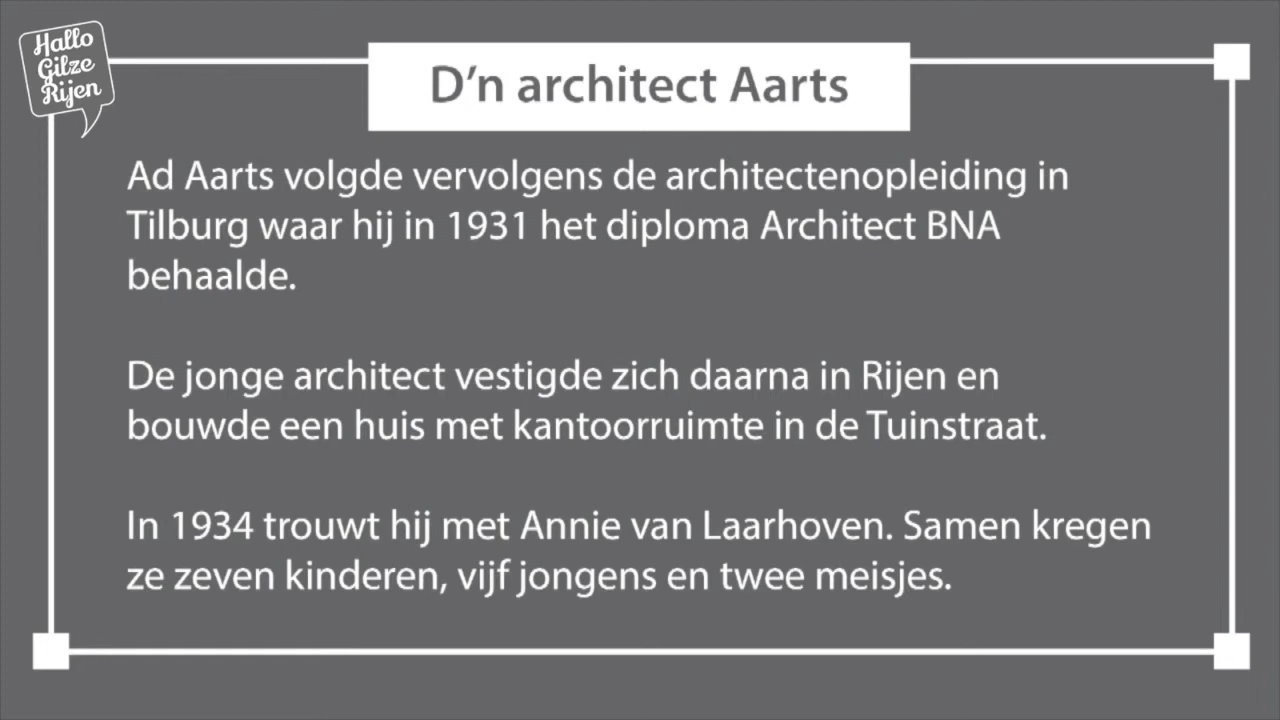 Hallo
Gilze
Rijen
D’n architect Aarts
Ad Aarts volgde vervolgens de architectenopleiding in
Tilburg waar hij in 1931 het diploma Architect BNA
behaalde.
De jonge architect vestigde zich daarna in Rijen en
bouwde een huis met kantoorruimte in de Tuinstraat.
In 1934 trouwt hij met Annie van Laarhoven. Samen kregen
ze zeven kinderen, vijf jongens en twee meisjes.